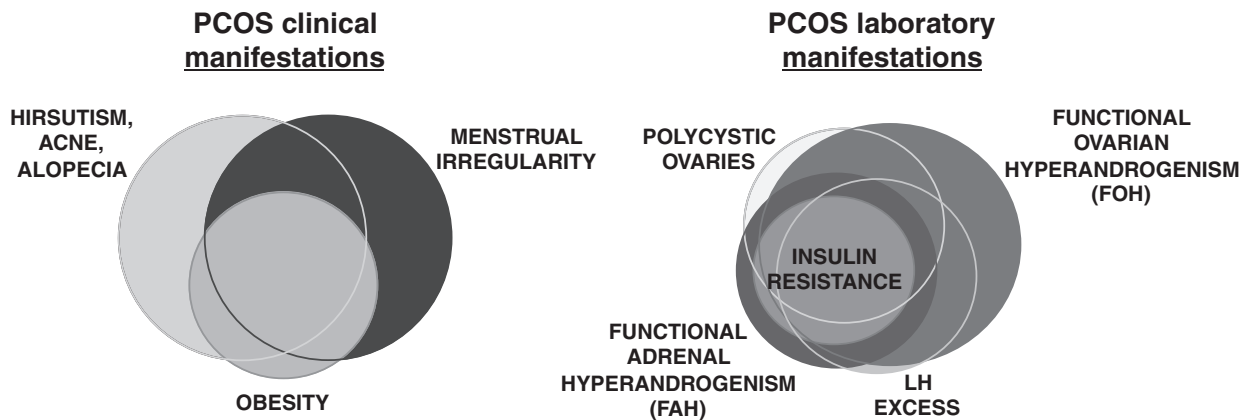 PCOS clinical
manifestations
HIRSUTISM,
ACNE,
ALOPECIA
MENSTRUAL
IRREGULARITY
OBESITY
PCOS laboratory
manifestations
POLYCYSTIC
OVARIES
FUNCTIONAL
OVARIAN
HYPERANDROGENISM
(FOH)
INSULIN
RESISTANCE
FUNCTIONAL
ADRENAL
HYPERANDROGENISM
(FAH)
LH
EXCESS